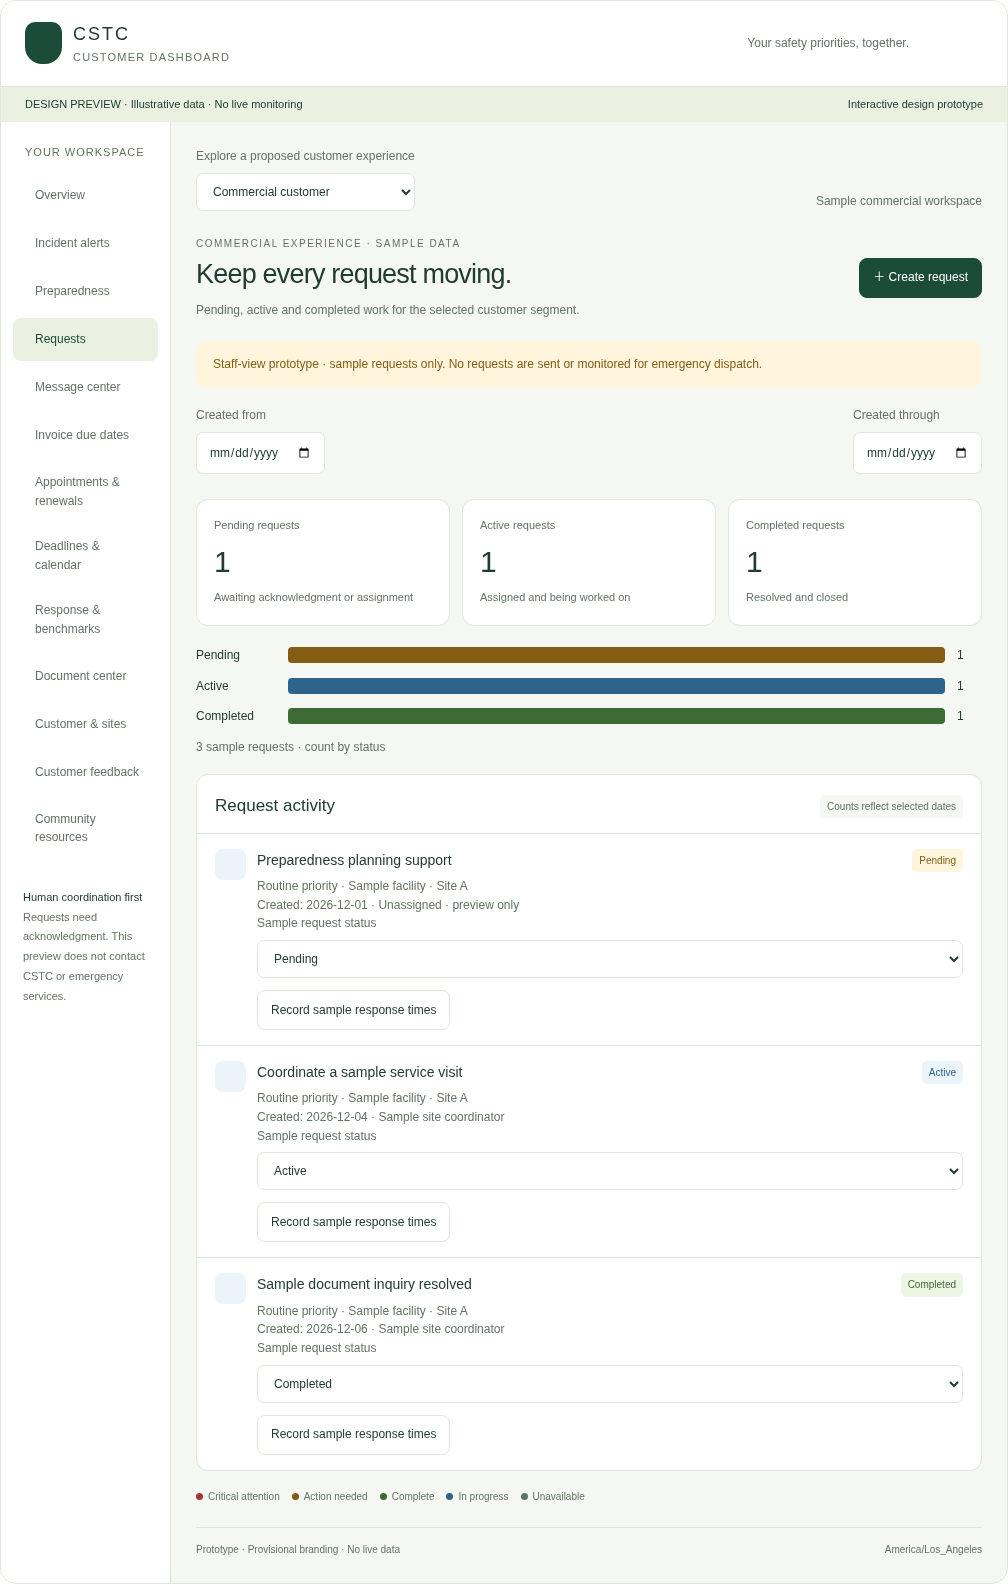 CSTC
CUSTOMER DASHBOARD
Your safety priorities, together.
DESIGN PREVIEW · Illustrative data · No live monitoring
Interactive design prototype
YOUR WORKSPACE
Overview
Incident alerts
Preparedness
Requests
Message center
Invoice due dates
Appointments &
renewals
Deadlines &
calendar
Response &
benchmarks
Document center
Customer & sites
Customer feedback
Community
resources
Human coordination first
Requests need
acknowledgment. This
preview does not contact
CSTC or emergency
services.
Explore a proposed customer experience
Commercial customer
Sample commercial workspace
COMMERCIAL EXPERIENCE · SAMPLE DATA
Keep every request moving.
+ Create request
Pending, active and completed work for the selected customer segment.
Staff-view prototype · sample requests only. No requests are sent or monitored for emergency dispatch.
Created from
mm/dd/yyyy
Created through
mm/dd/yyyy
Pending requests
1
Awaiting acknowledgment or assignment
Active requests
1
Assigned and being worked on
Completed requests
1
Resolved and closed
Pending 1
Active 1
Completed 1
3 sample requests · count by status
Request activity
Counts reflect selected dates
Preparedness planning support
Pending
Routine priority · Sample facility · Site A
Created: 2026-12-01 · Unassigned · preview only
Sample request status
Pending
Record sample response times
Coordinate a sample service visit
Active
Routine priority · Sample facility · Site A
Created: 2026-12-04 · Sample site coordinator
Sample request status
Active
Record sample response times
Sample document inquiry resolved
Completed
Routine priority · Sample facility · Site A
Created: 2026-12-06 · Sample site coordinator
Sample request status
Completed
Record sample response times
Critical attention Action needed Complete In progress Unavailable
Prototype · Provisional branding · No live data
America/Los_Angeles